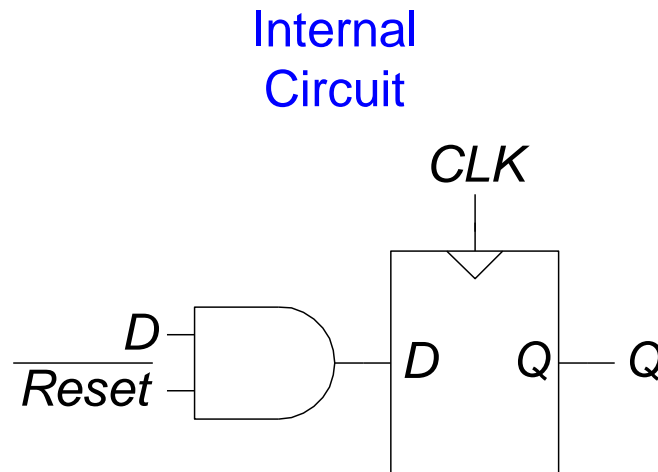 Internal
Circuit
CLK
D
Reset
D Q Q